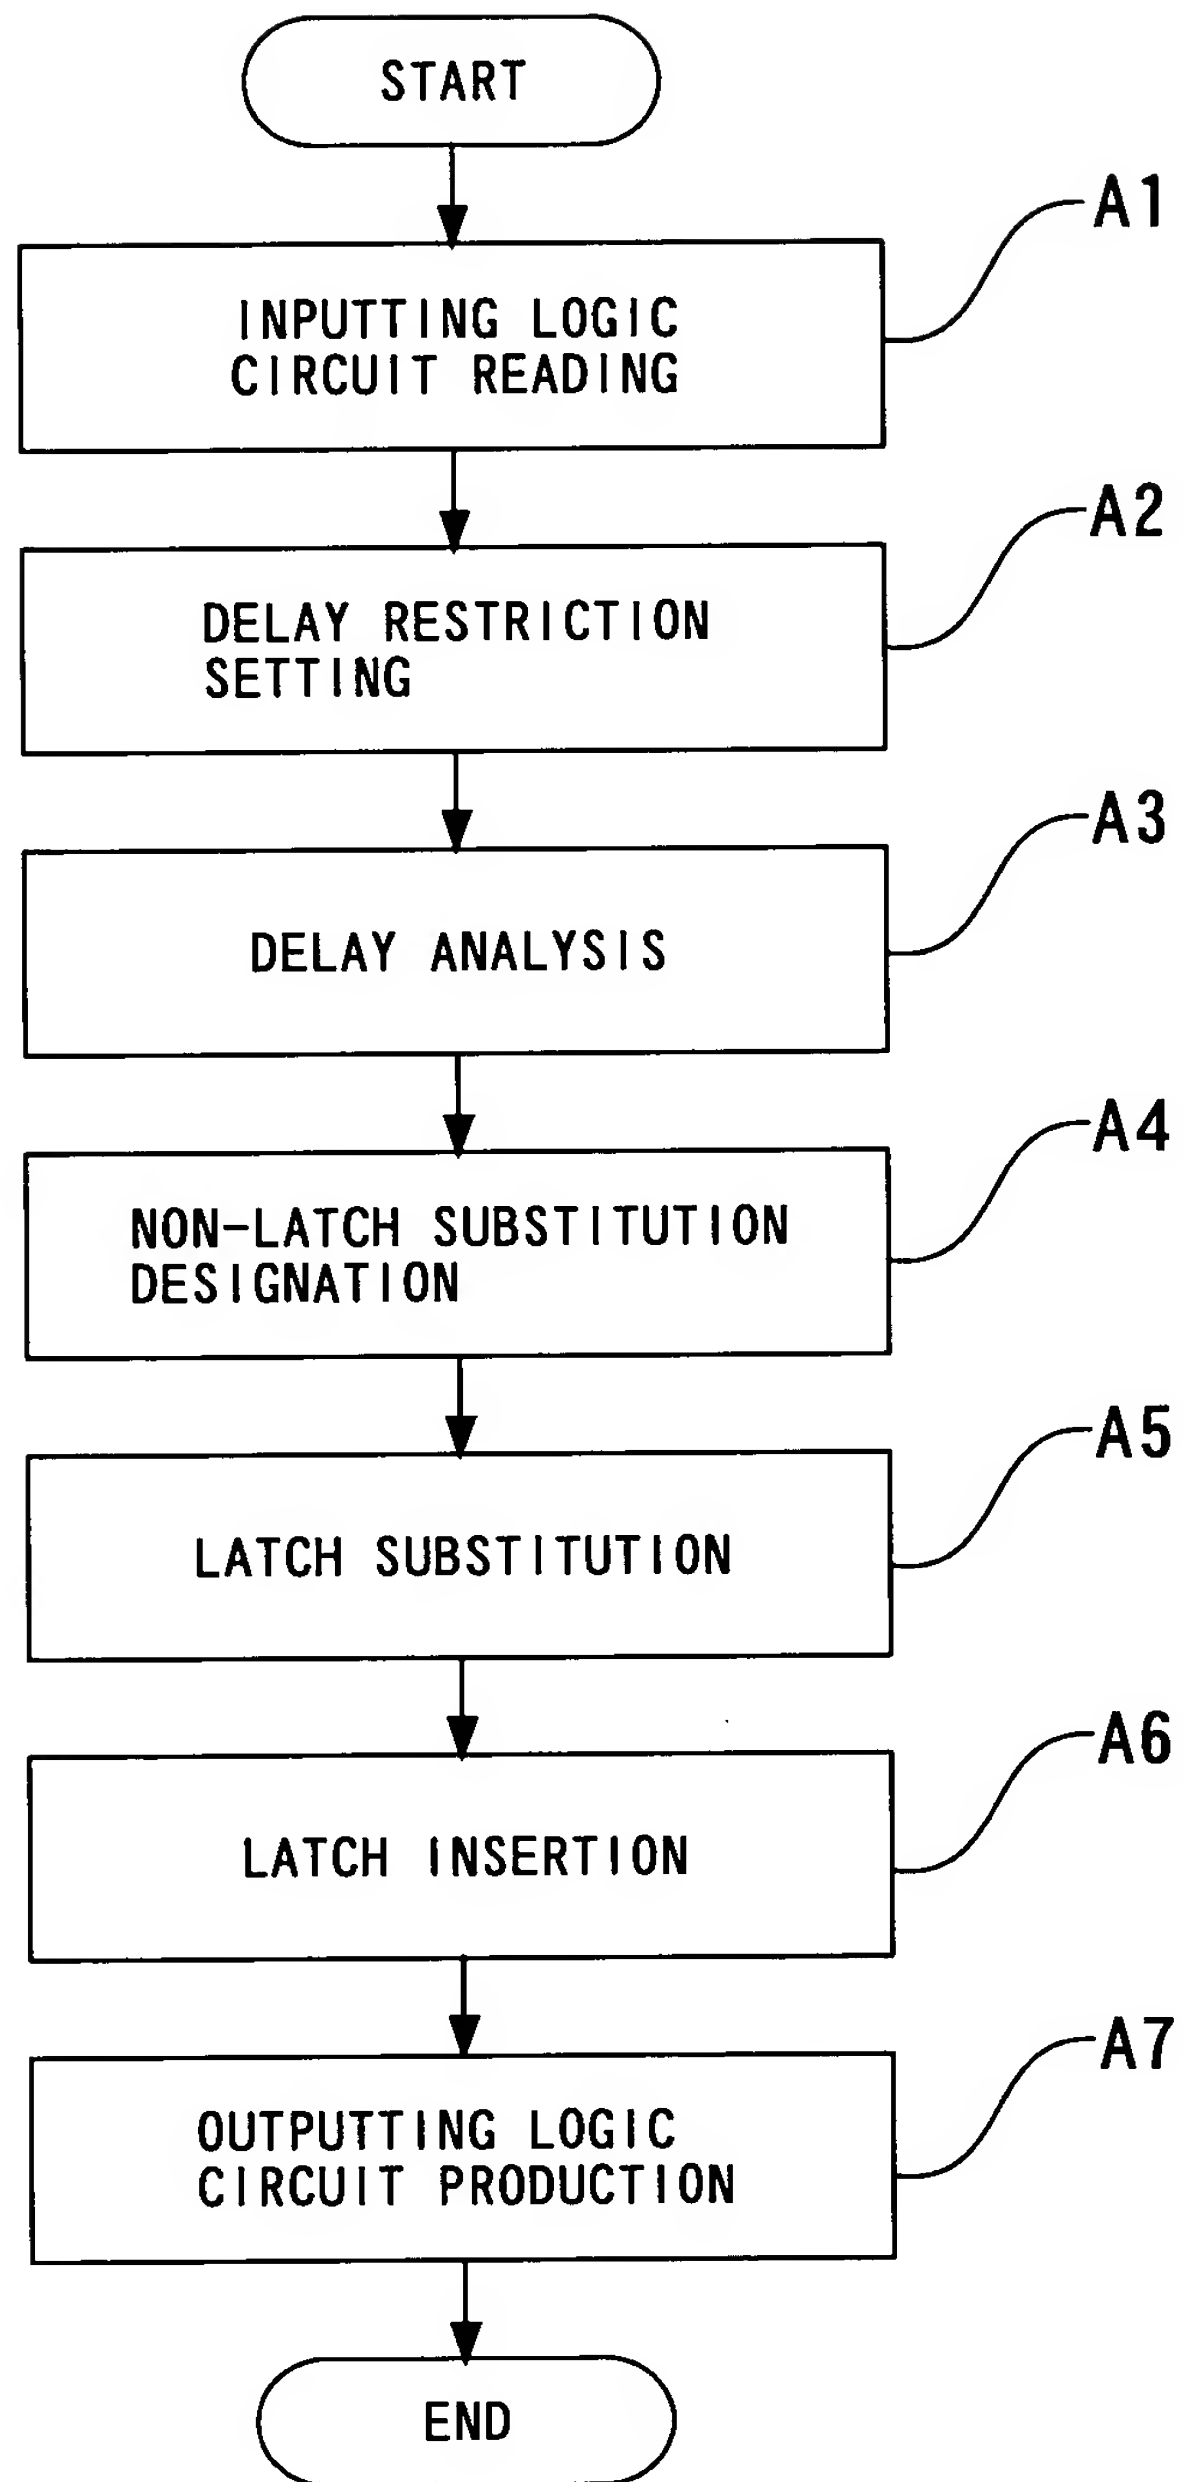 START
A1
INPUTTING LOGIC
CIRCUIT READING
A2
DELAY RESTRICTION
SETTING
A3
DELAY ANALYSIS
A4
NON-LATCH SUBSTITUTION
DESIGNATION
A5
LATCH SUBSTITUTION
A6
LATCH INSERTION
A7
OUTPUTTING LOGIC
CIRCUIT PRODUCTION
END